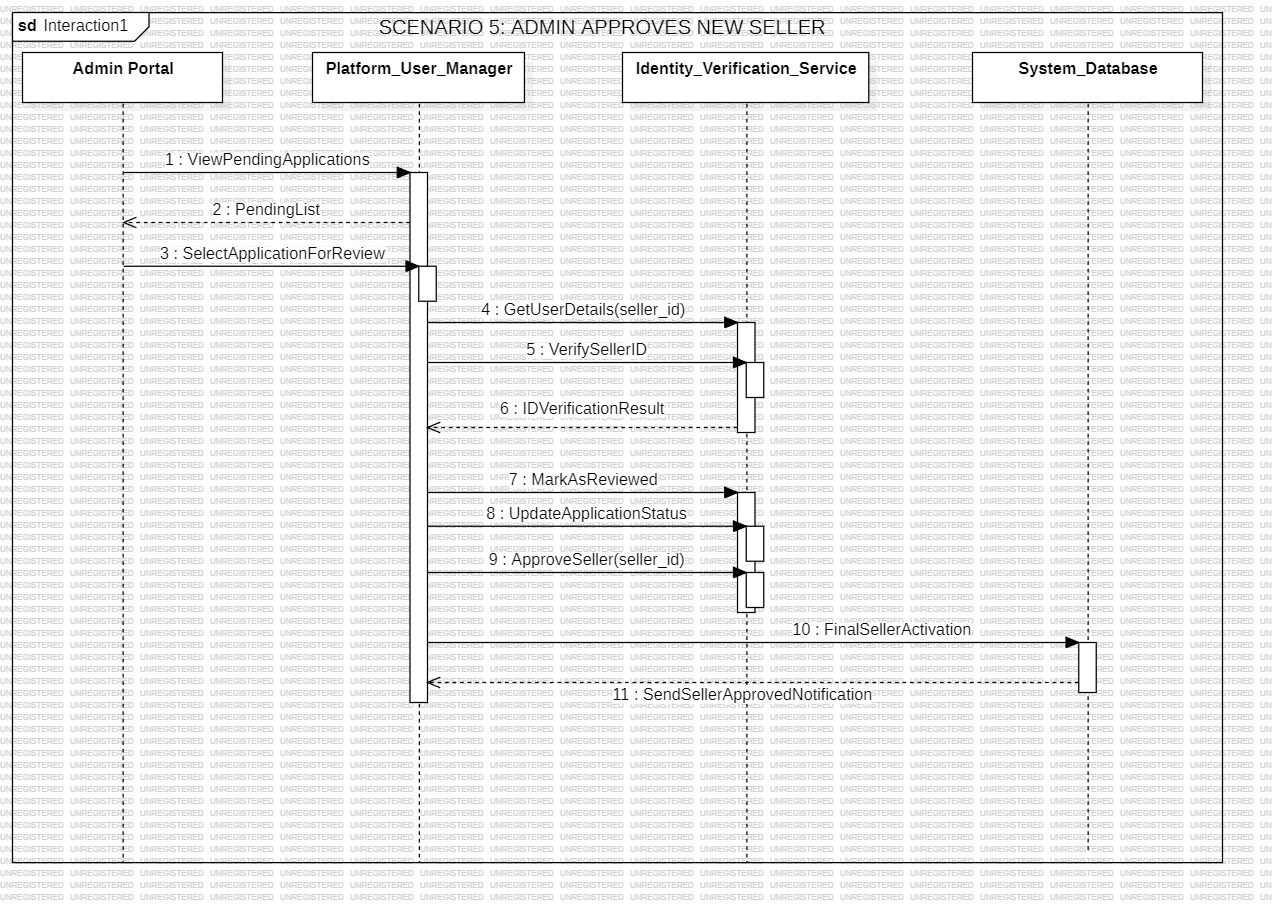 sd Interaction1
SCENARIO 5: ADMIN APPROVES NEW SELLER
Admin Portal
Platform_User_Manager
Identity_Verification_Service
System_Database
1 : ViewPendingApplications
2 : PendingList
3 : SelectApplicationForReview
4 : GetUserDetails(seller_id)
5 : VerifySellerID
6 : IDVerificationResult
7 : MarkAsReviewed
8 : UpdateApplicationStatus
9 : ApproveSeller(seller_id)
10 : FinalSellerActivation
11 : SendSellerApprovedNotification
UNREGISTERED